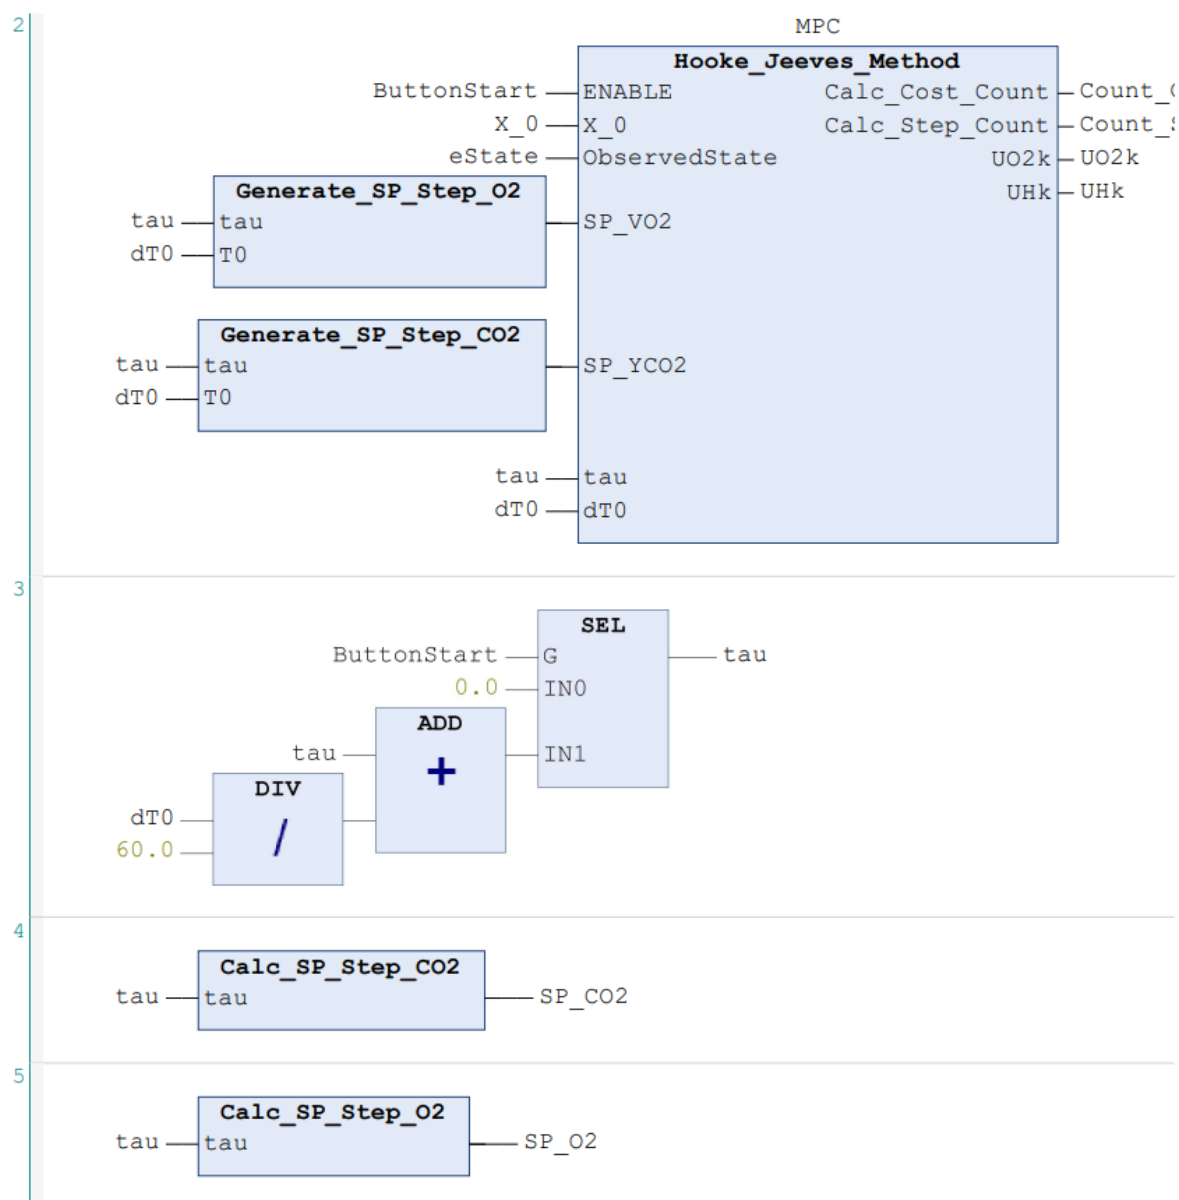 2
MPC
Hooke_Jeeves_Method
ButtonStart ENABLE Calc_Cost_Count
X_0 X_0 Calc_Step_Count
eState ObservedState UO2k UO2k
Generate_SP_Step_O2 UHk UHk
tau tau SP_VO2
dT0 T0
Generate_SP_Step_CO2
tau tau SP_YCO2
dT0 T0
tau tau
dT0 dT0
3
SEL
ButtonStart G tau
0.0 IN0
ADD
tau + IN1
DIV
dT0 /
60.0
4
Calc_SP_Step_CO2
tau tau SP_CO2
5
Calc_SP_Step_O2
tau tau SP_O2